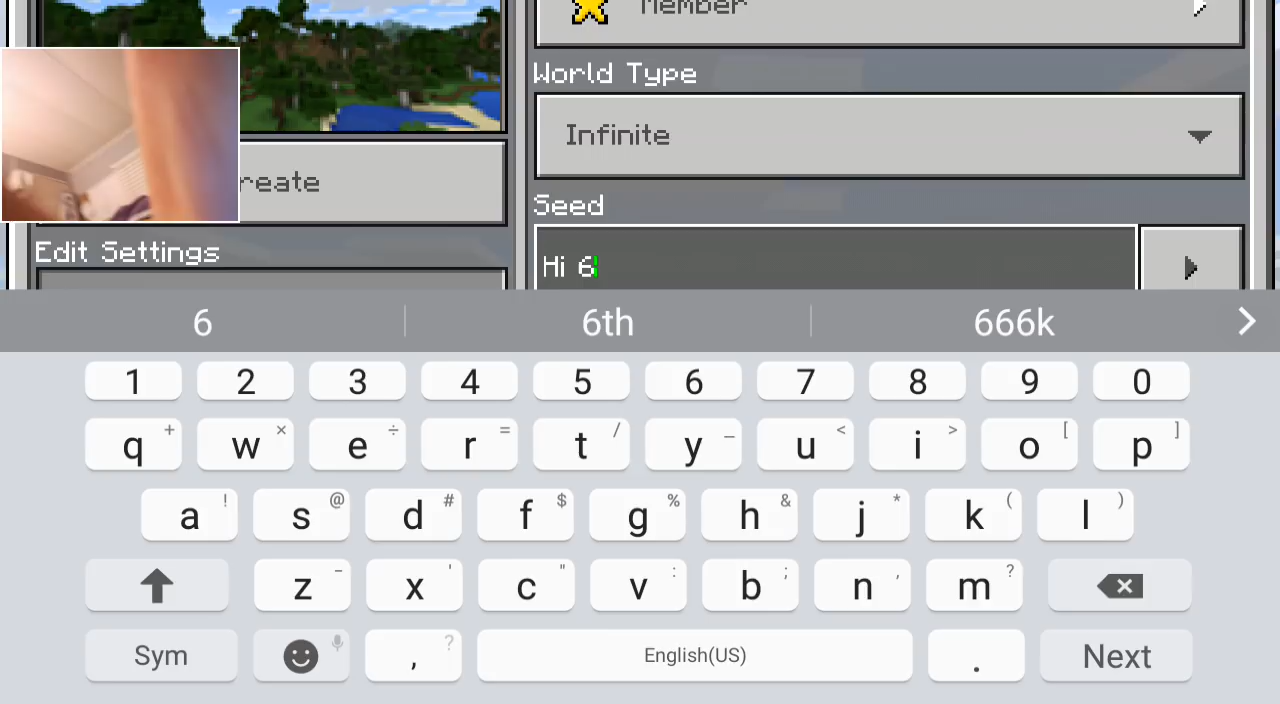 Member
World Type
Infinite
reate
Seed
Edit Settings
Hi 6
6 6th 666k
1 2 3 4 5 6 7 8 9 0
q + w × e ÷ r = t / y _ u < i > o [ p ]
a ! s @ d # f $ g % h & j * k ( l )
z - x ' c " v : b ; n , m ?
Sym , ? English(US) . Next